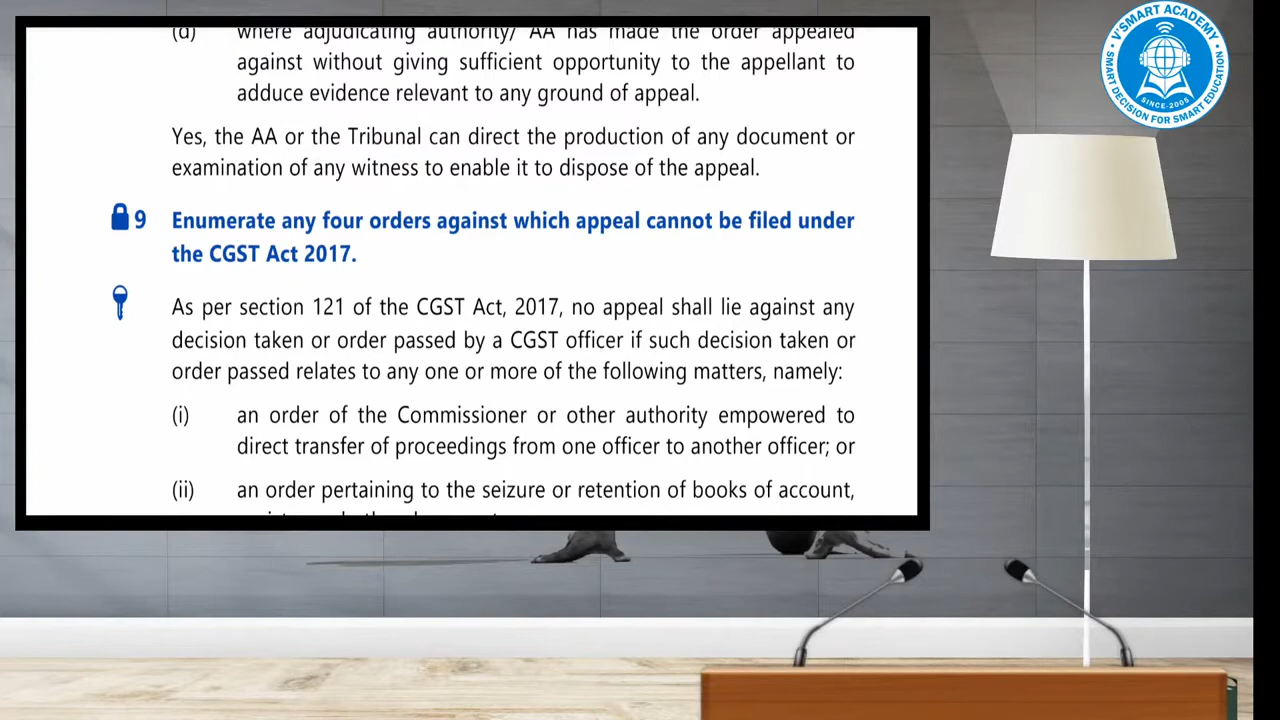 (d) where adjudicating authority/ AA has made the order appealed
against without giving sufficient opportunity to the appellant to
adduce evidence relevant to any ground of appeal.
Yes, the AA or the Tribunal can direct the production of any document or
examination of any witness to enable it to dispose of the appeal.
9 Enumerate any four orders against which appeal cannot be filed under
the CGST Act 2017.
As per section 121 of the CGST Act, 2017, no appeal shall lie against any
decision taken or order passed by a CGST officer if such decision taken or
order passed relates to any one or more of the following matters, namely:
(i) an order of the Commissioner or other authority empowered to
direct transfer of proceedings from one officer to another officer; or
(ii) an order pertaining to the seizure or retention of books of account,
V'SMART ACADEMY
SMART DECISION FOR SMART EDUCATION
SINCE-2005